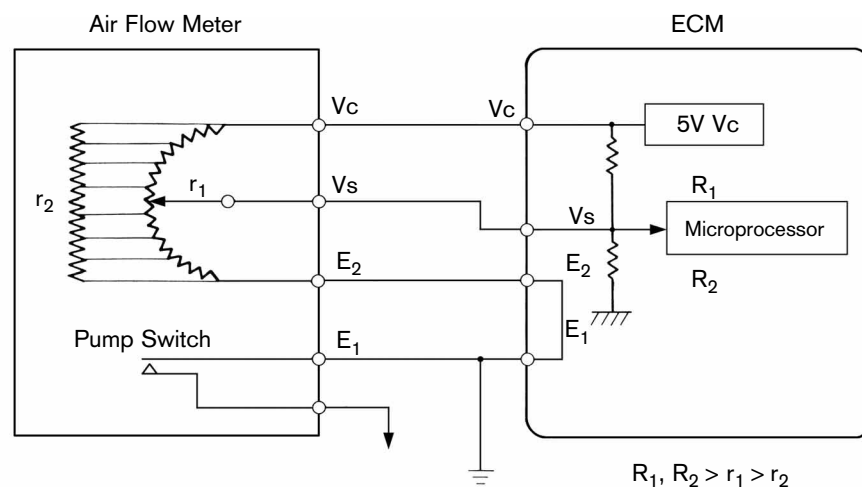 Air Flow Meter
ECM
Vc
Vc
5V Vc
r₂
r₁
Vs
Vs
R₁
Microprocessor
E₂
E₂
R₂
Pump Switch
E₁
E₁
R₁, R₂ > r₁ > r₂